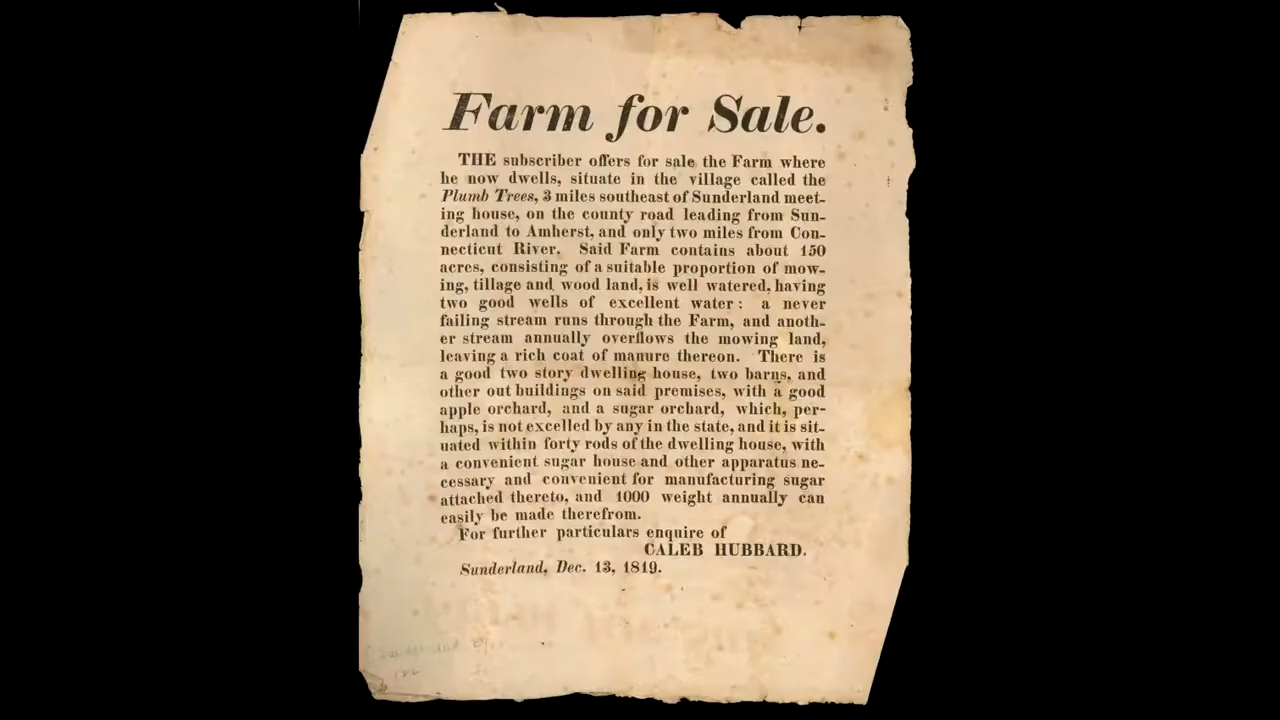 Farm for Sale.
THE subscriber offers for sale the Farm where
he now dwells, situate in the village called the
Plumb Trees, 3 miles southeast of Sunderland meet-
ing house, on the county road leading from Sun-
derland to Amherst, and only two miles from Con-
necticut River. Said Farm contains about 150
acres, consisting of a suitable proportion of mow-
ing, tillage and wood land, is well watered, having
two good wells of excellent water: a never
failing stream runs through the Farm, and anoth-
er stream annually overflows the mowing land,
leaving a rich coat of manure thereon. There is
a good two story dwelling house, two barns, and
other out buildings on said premises, with a good
apple orchard, and a sugar orchard, which, per-
haps, is not excelled by any in the state, and it is sit-
uated within forty rods of the dwelling house, with
a convenient sugar house and other apparatus ne-
cessary and convenient for manufacturing sugar
attached thereto, and 1000 weight annually can
easily be made therefrom.
For further particulars enquire of
CALEB HUBBARD.
Sunderland, Dec. 13, 1819.